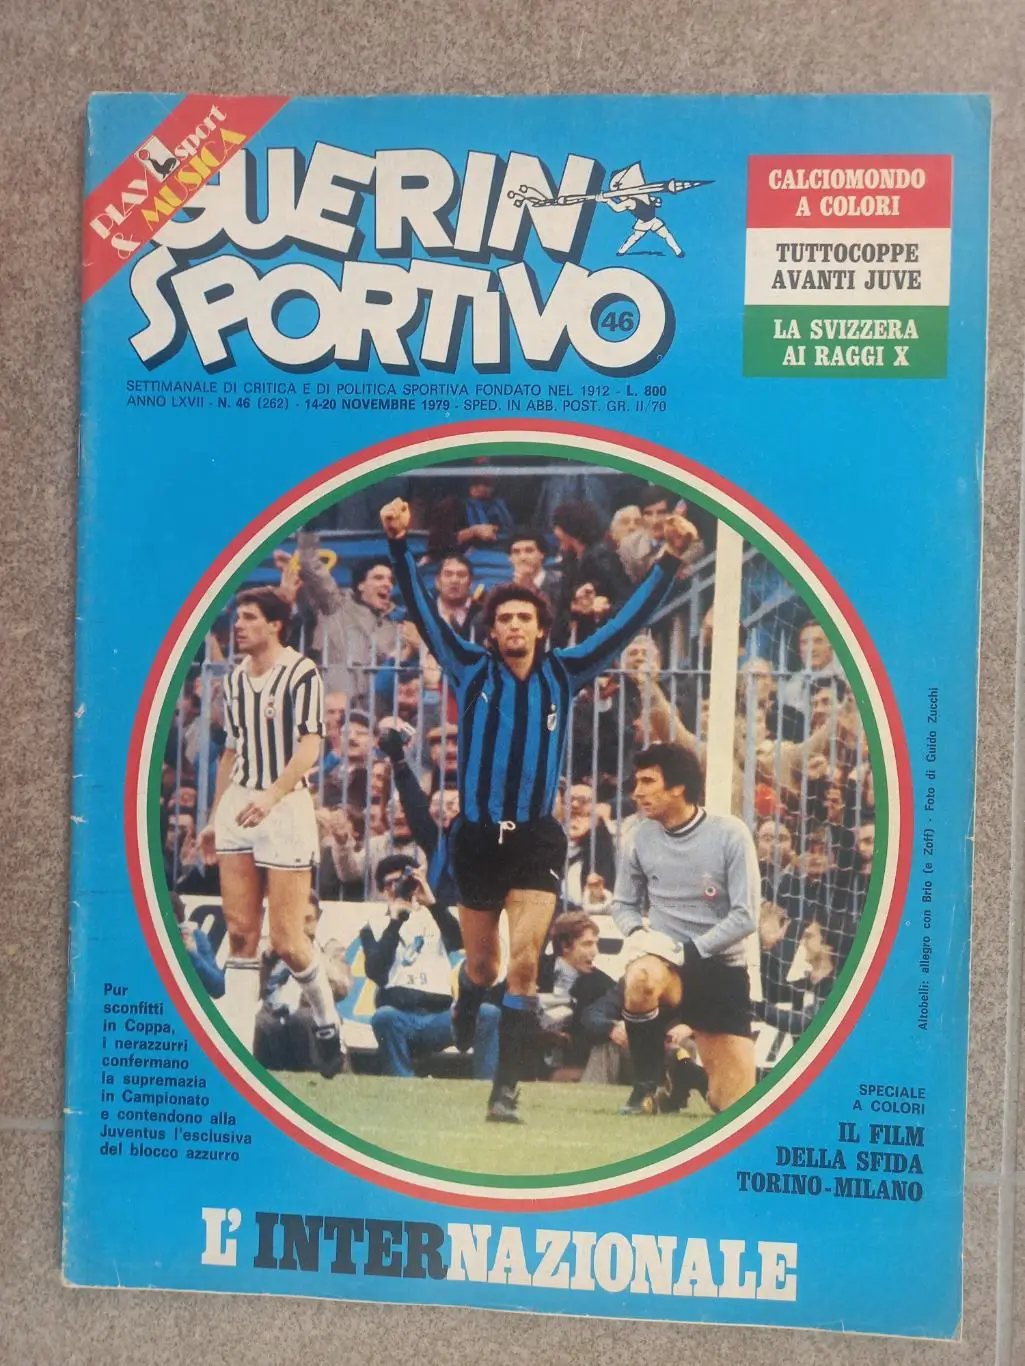 PLAY sport
& MUSICA
GUERIN
SPORTIVO
46
SETTIMANALE DI CRITICA E DI POLITICA SPORTIVA FONDATO NEL 1912 - L. 800
ANNO LXVII - N. 46 (262) - 14-20 NOVEMBRE 1979 - SPED. IN ABB. POST. GR. II/70
CALCIOMONDO
A COLORI
TUTTOCOPPE
AVANTI JUVE
LA SVIZZERA
AI RAGGI X
Altobelli: allegro con Brio (e Zoff) - Foto di Guido Zucchi
Pur
sconfitti
in Coppa,
i nerazzurri
confermano
la supremazia
in Campionato
e contendono alla
Juventus l'esclusiva
del blocco azzurro
SPECIALE
A COLORI
IL FILM
DELLA SFIDA
TORINO-MILANO
L'INTERNAZIONALE